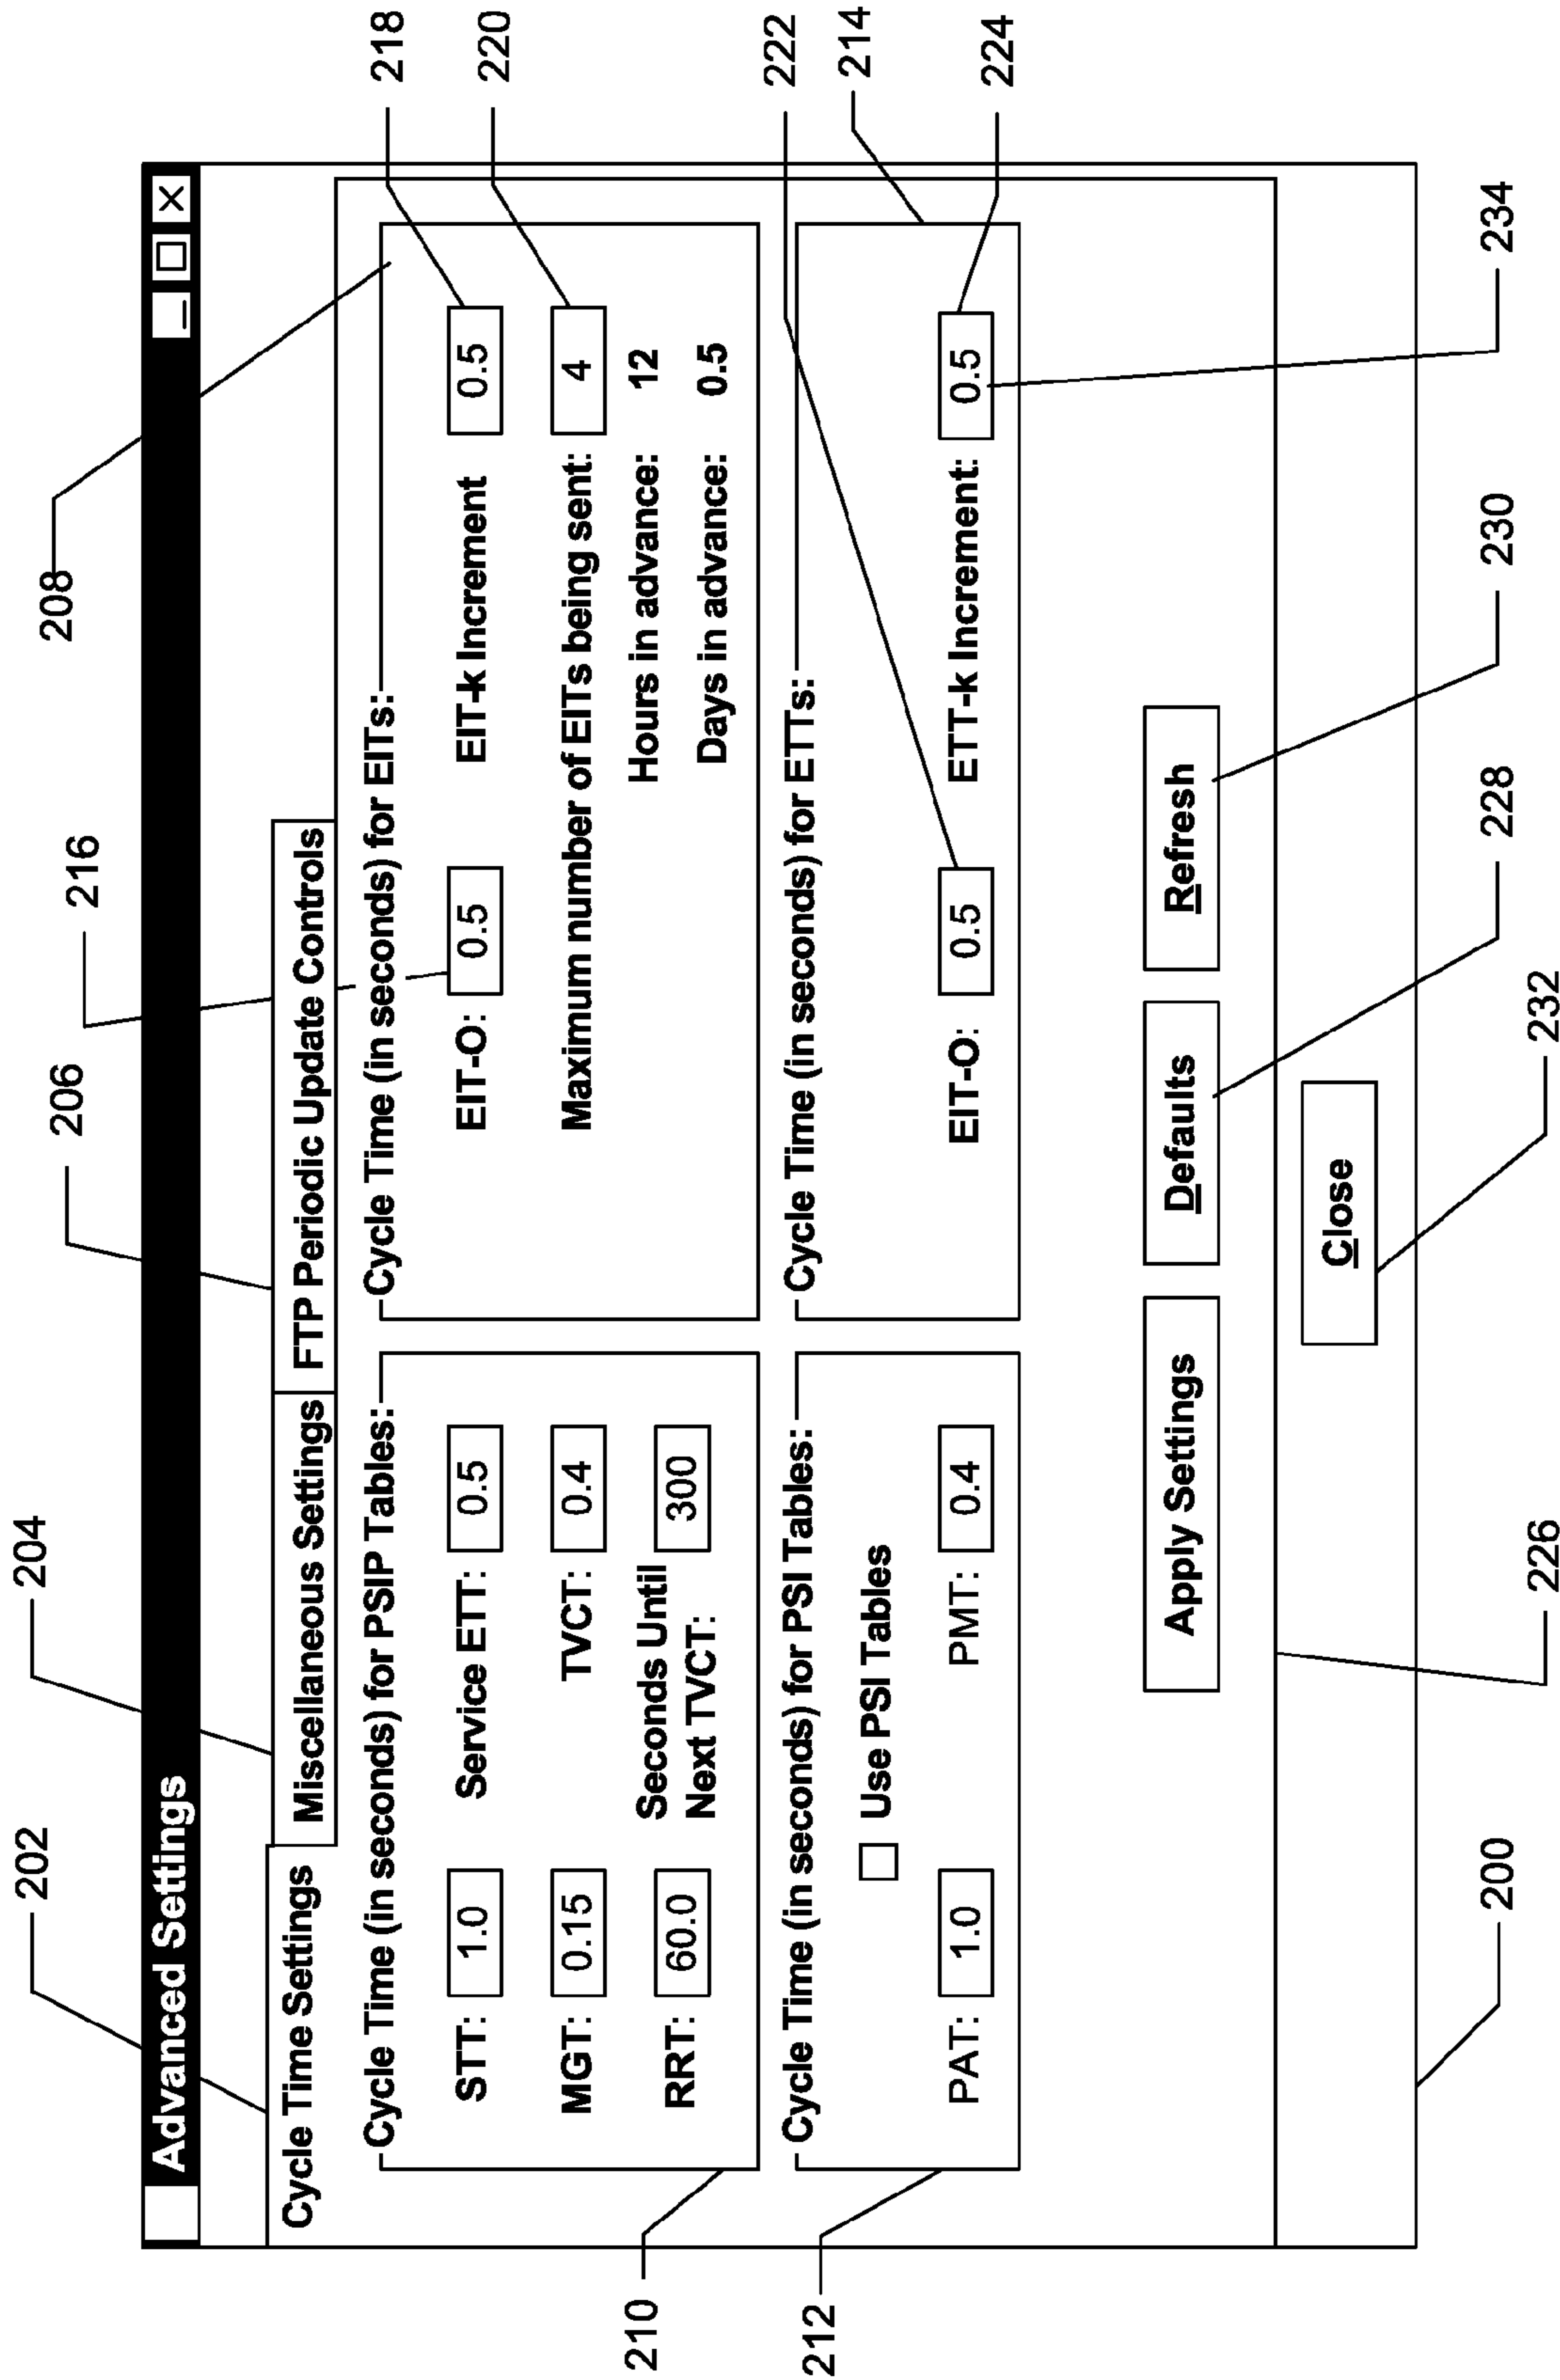 202
204
206
216
208
Advanced Settings
Cycle Time Settings
Miscellaneous Settings
FTP Periodic Update Controls
Cycle Time (in seconds) for PSIP Tables:
STT: 1.0 Service ETT: 0.5
MGT: 0.15 TVCT: 0.4
RRT: 60.0 Seconds Until
Next TVCT: 300
210
Cycle Time (in seconds) for EITs:
EIT-O: 0.5 EIT-k Increment 0.5
Maximum number of EITs being sent: 4
Hours in advance: 12
Days in advance: 0.5
218
220
Cycle Time (in seconds) for PSI Tables:
Use PSI Tables
PAT: 1.0 PMT: 0.4
212
Cycle Time (in seconds) for ETTs:
EIT-O: 0.5 ETT-k Increment: 0.5
222
214
224
Apply Settings
Defaults
Refresh
Close
200
226
232
228
230
234